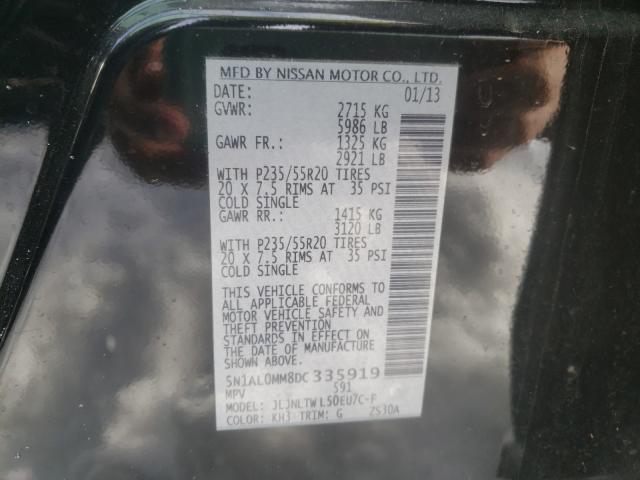 MFD BY NISSAN MOTOR CO., LTD.
DATE: 01/13
GVWR: 2715 KG
5986 LB
GAWR FR.: 1325 KG
2921 LB
WITH P235/55R20 TIRES
20 X 7.5 RIMS AT 35 PSI
COLD SINGLE
GAWR RR.: 1415 KG
3120 LB
WITH P235/55R20 TIRES
20 X 7.5 RIMS AT 35 PSI
COLD SINGLE
THIS VEHICLE CONFORMS TO
ALL APPLICABLE FEDERAL
MOTOR VEHICLE SAFETY AND
THEFT PREVENTION
STANDARDS IN EFFECT ON
THE DATE OF MANUFACTURE
SHOWN ABOVE.
5N1AL0MM8DC335919
MPV 591
MODEL: JLJNLTW L50EU7C-F
COLOR: KH3 TRIM: G ZS30A